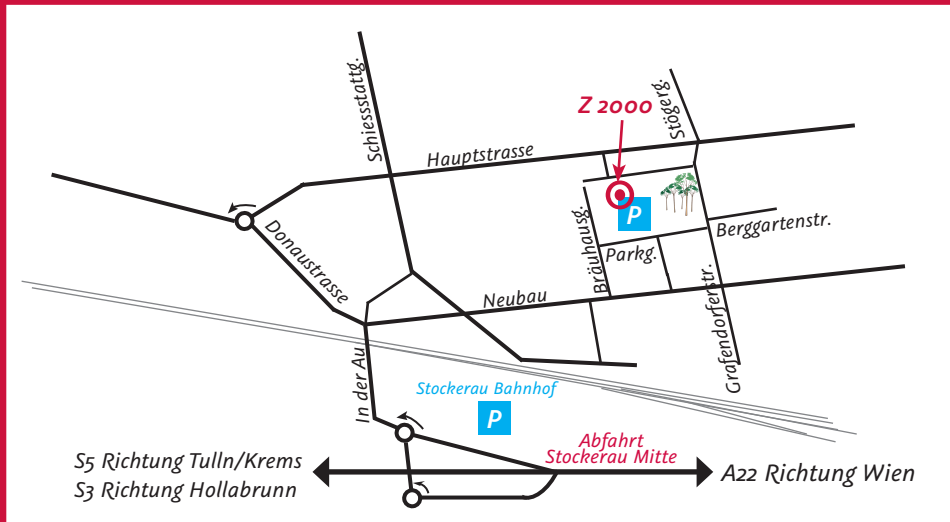 Schiessstattg.
Stögerg.
Z 2000
Hauptstrasse
P
Bräuhausg.
Berggartenstr.
Parkg.
Donaustrasse
Neubau
Grafendorferstr.
In der Au
Stockerau Bahnhof
P
Abfahrt
Stockerau Mitte
S5 Richtung Tulln/Krems
S3 Richtung Hollabrunn
A22 Richtung Wien